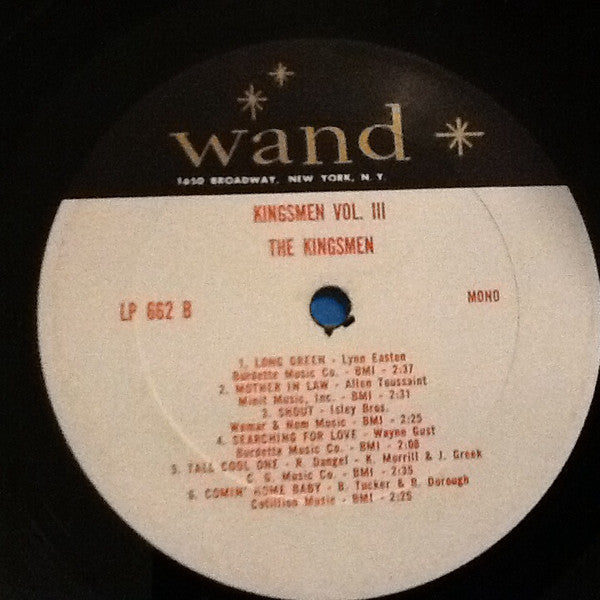 wand
1650 BROADWAY, NEW YORK, N. Y.
KINGSMEN VOL. III
THE KINGSMEN
LP 662 B
MONO
1. LONG GREEN - Lynn Easton
Burdette Music Co. - BMI - 2:37
2. MOTHER IN LAW - Allen Toussaint
Minit Music, Inc. - BMI - 2:31
3. SHOUT - Isley Bros.
Wemar & Nom Music - BMI - 2:25
4. SEARCHING FOR LOVE - Wayne Gust
Burdette Music Co. - BMI - 2:08
5. TALL COOL ONE - R. Dangel - K. Morrill & J. Greek
C. G. Music Co. - BMI - 2:35
6. COMIN' HOME BABY - B. Tucker & B. Dorough
Cotillion Music - BMI - 2:25